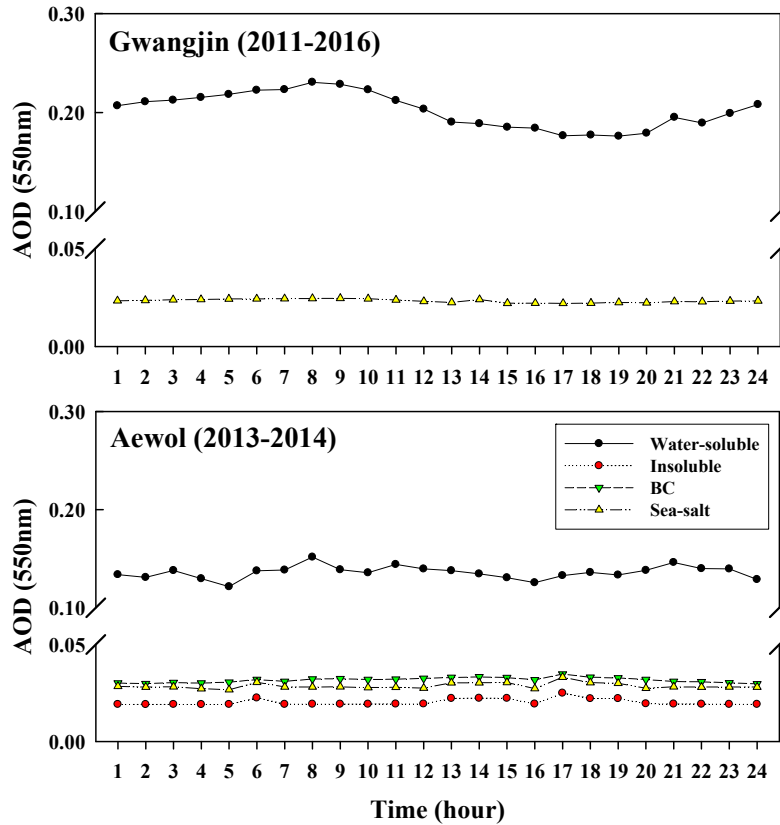 0.30
Gwangjin (2011-2016)
0.20
0.10
0.05
0.00
AOD (550nm)
1 2 3 4 5 6 7 8 9 10 11 12 13 14 15 16 17 18 19 20 21 22 23 24
0.30
Aewol (2013-2014)
Water-soluble
Insoluble
BC
Sea-salt
0.20
0.10
0.05
0.00
AOD (550nm)
1 2 3 4 5 6 7 8 9 10 11 12 13 14 15 16 17 18 19 20 21 22 23 24
Time (hour)